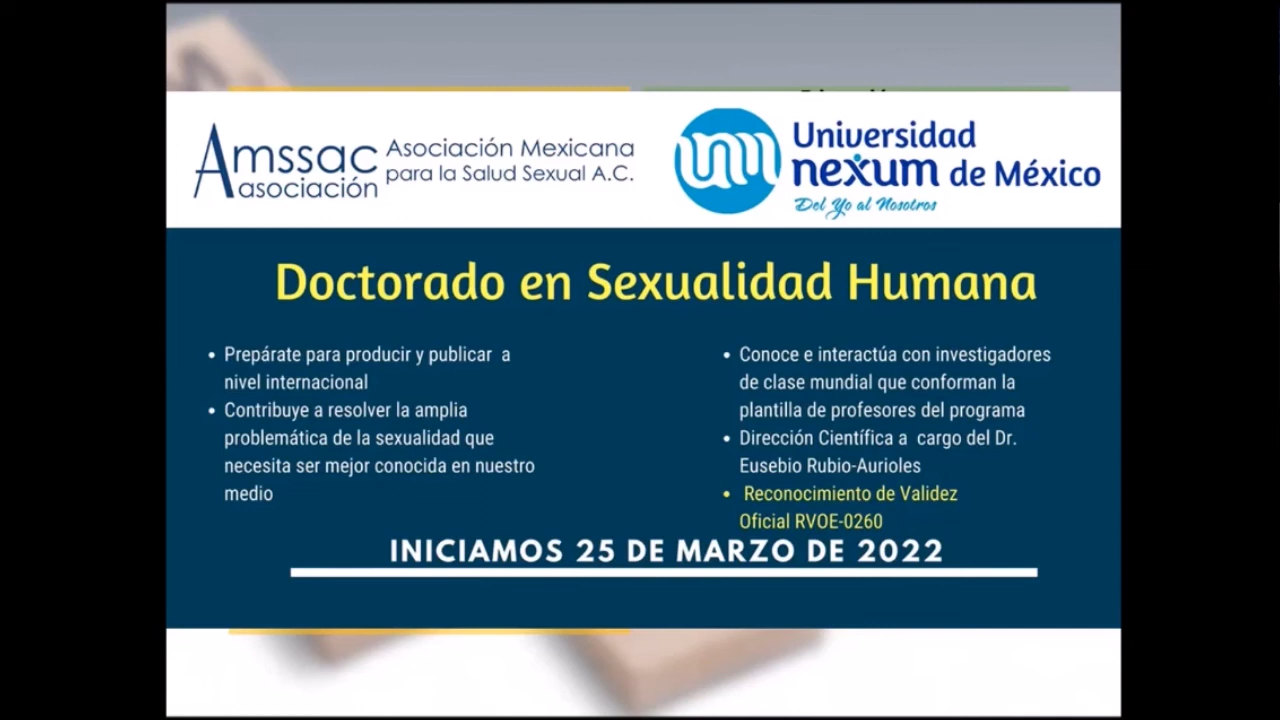 Amssac
asociación
Asociación Mexicana
para la Salud Sexual A.C.
Universidad
nexum de México
Del Yo al Nosotros
Doctorado en Sexualidad Humana
• Prepárate para producir y publicar a
nivel internacional
• Contribuye a resolver la amplia
problemática de la sexualidad que
necesita ser mejor conocida en nuestro
medio
• Conoce e interactúa con investigadores
de clase mundial que conforman la
plantilla de profesores del programa
• Dirección Científica a cargo del Dr.
Eusebio Rubio-Aurioles
• Reconocimiento de Validez
Oficial RVOE-0260
INICIAMOS 25 DE MARZO DE 2022